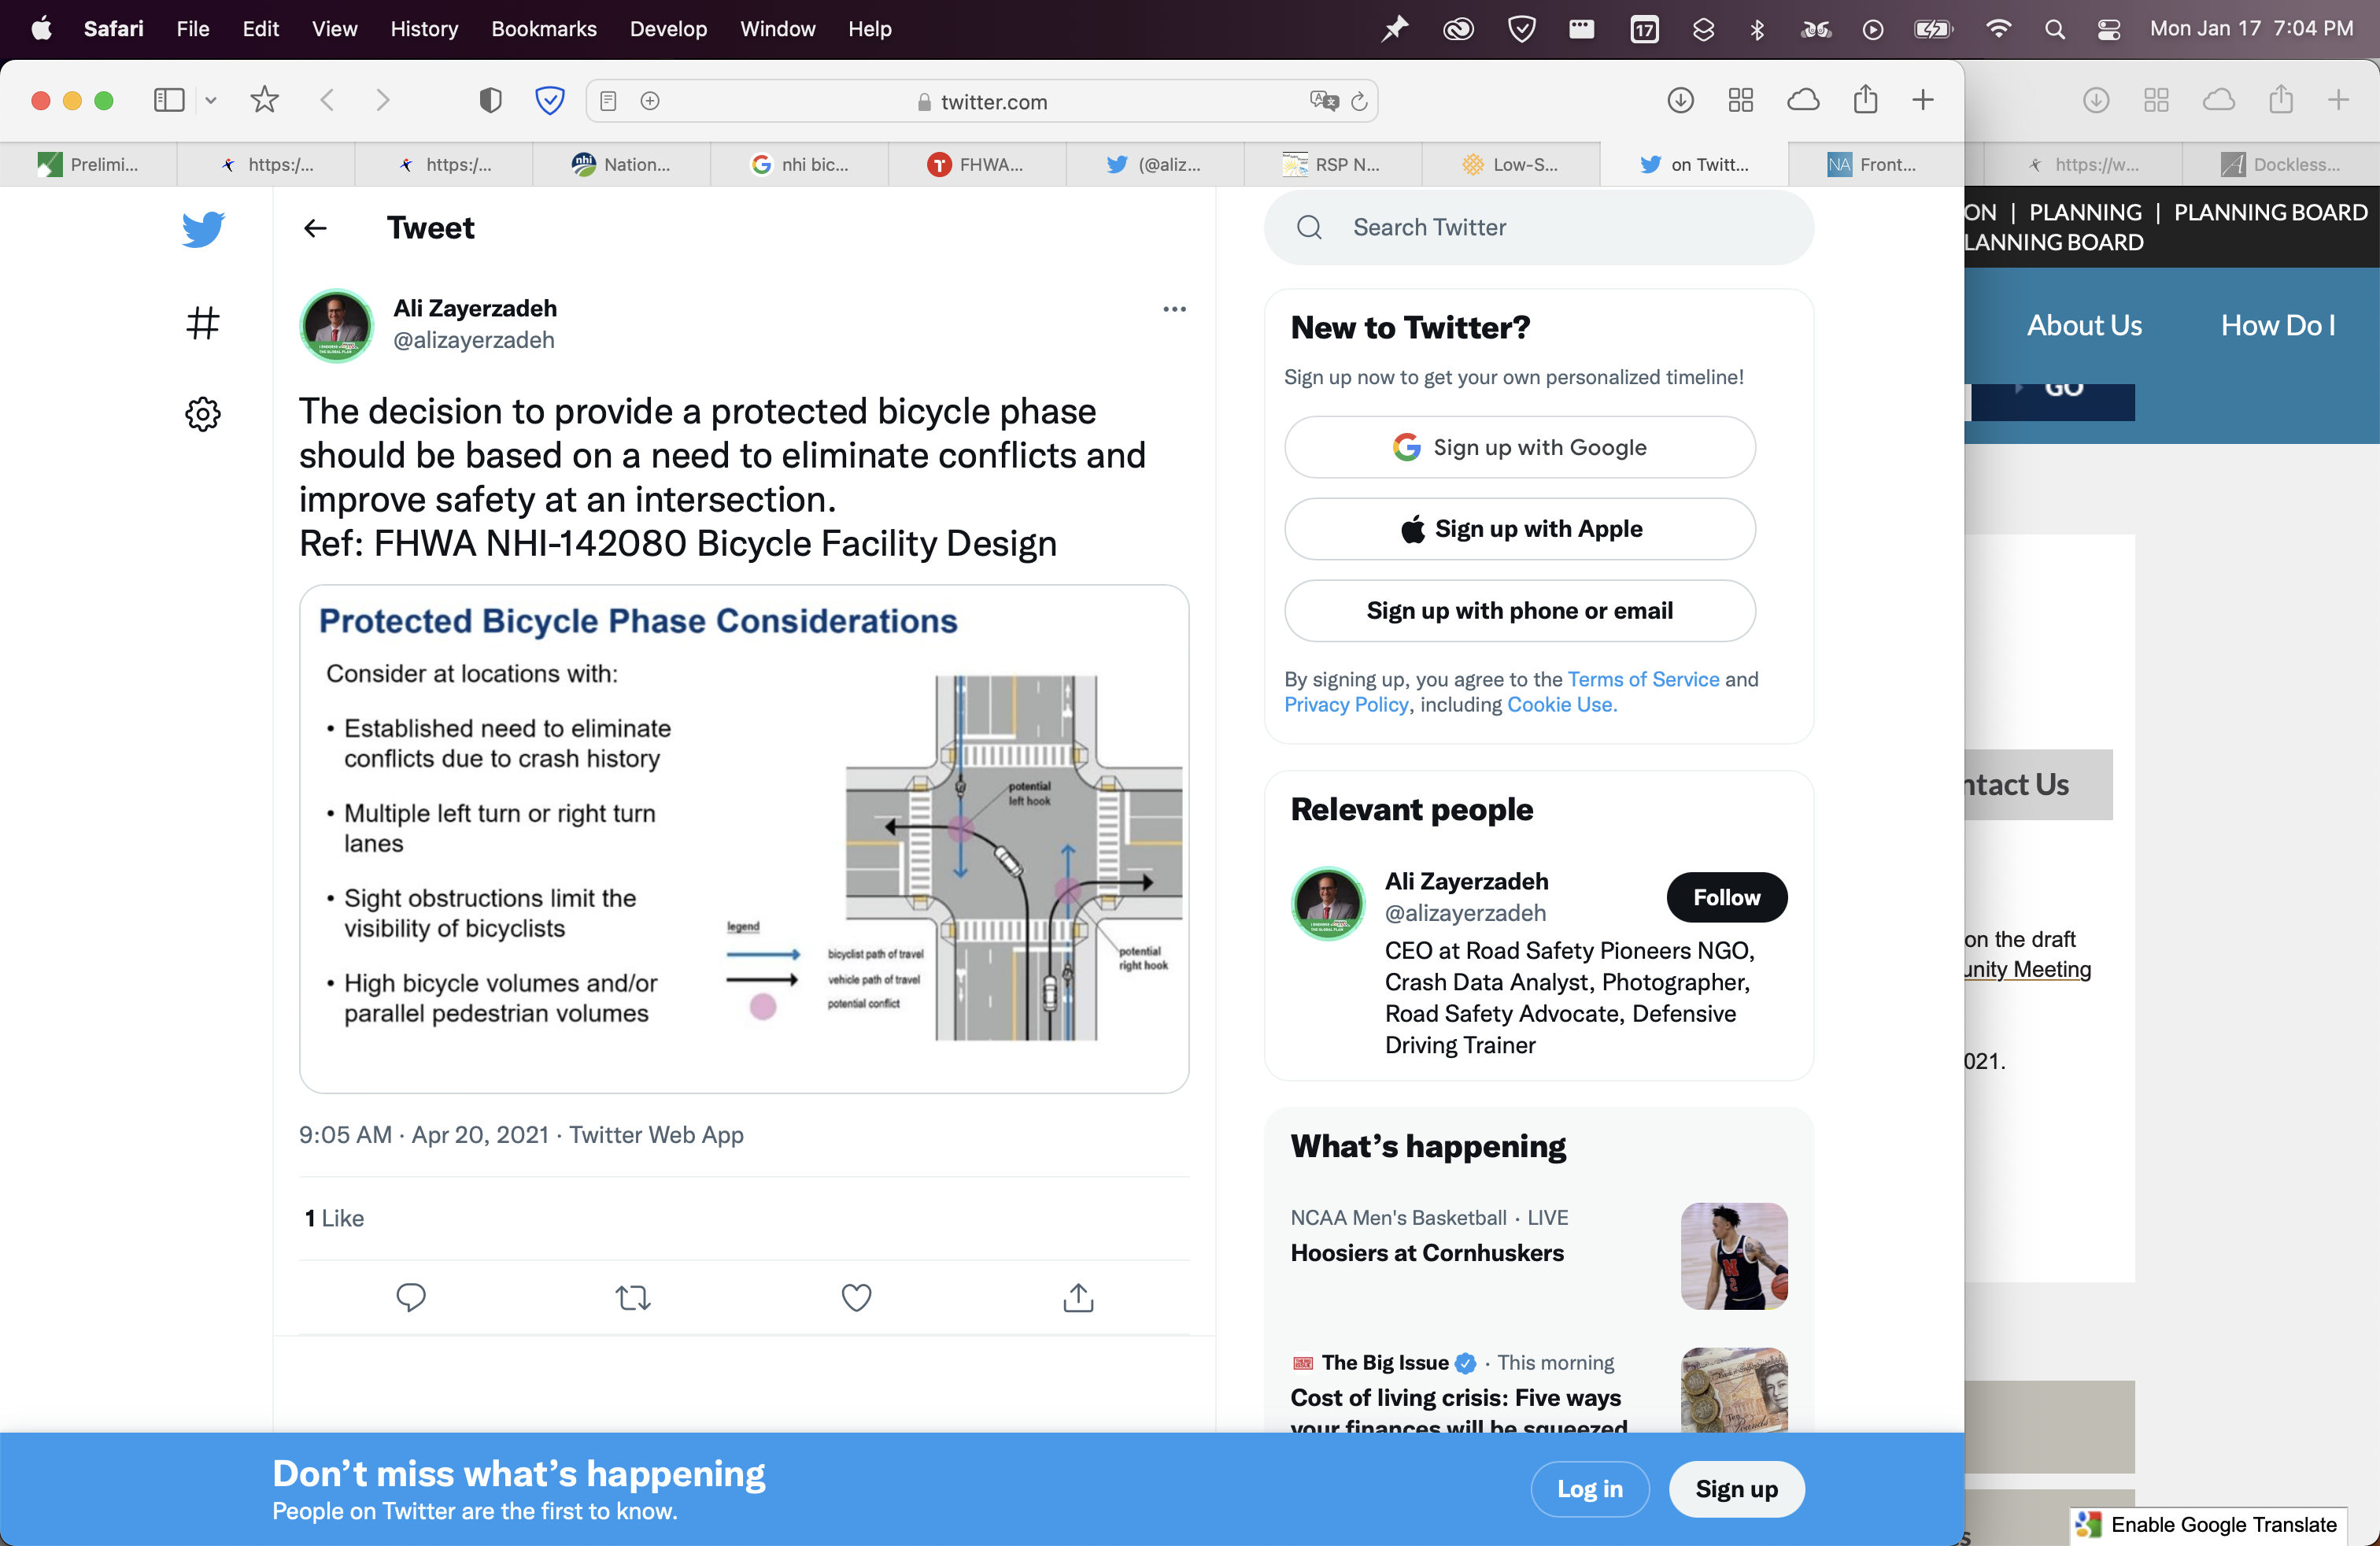 Safari File Edit View History Bookmarks Develop Window Help 17 Mon Jan 17 7:04 PM
twitter.com
Prelimi... https:/... https:/... Nation... nhi bic... FHWA... (@aliz... RSP N... Low-S... on Twitt... Front... https://w... Dockless...
Tweet
Ali Zayerzadeh
@alizayerzadeh
The decision to provide a protected bicycle phase
should be based on a need to eliminate conflicts and
improve safety at an intersection.
Ref: FHWA NHI-142080 Bicycle Facility Design
Protected Bicycle Phase Considerations
Consider at locations with:
• Established need to eliminate
conflicts due to crash history
• Multiple left turn or right turn
lanes
• Sight obstructions limit the
visibility of bicyclists
• High bicycle volumes and/or
parallel pedestrian volumes
legend
bicyclist path of travel
vehicle path of travel
potential conflict
potential
left hook
potential
right hook
9:05 AM · Apr 20, 2021 · Twitter Web App
1 Like
Search Twitter
New to Twitter?
Sign up now to get your own personalized timeline!
Sign up with Google
Sign up with Apple
Sign up with phone or email
By signing up, you agree to the Terms of Service and
Privacy Policy, including Cookie Use.
Relevant people
Ali Zayerzadeh
@alizayerzadeh
Follow
CEO at Road Safety Pioneers NGO,
Crash Data Analyst, Photographer,
Road Safety Advocate, Defensive
Driving Trainer
What's happening
NCAA Men's Basketball · LIVE
Hoosiers at Cornhuskers
The Big Issue · This morning
Cost of living crisis: Five ways
your finances will be squeezed
Don't miss what's happening
People on Twitter are the first to know.
Log in
Sign up
ON | PLANNING | PLANNING BOARD
LANNING BOARD
About Us How Do I
GO
ntact Us
on the draft
unity Meeting
021.
s
Enable Google Translate